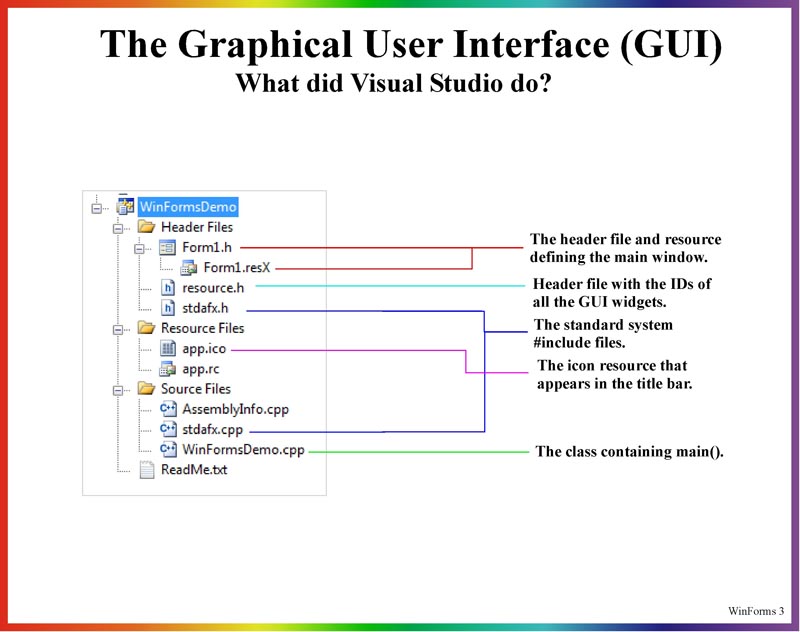 The Graphical User Interface (GUI)
What did Visual Studio do?
WinFormsDemo
Header Files
Form1.h
Form1.resX
resource.h
stdafx.h
Resource Files
app.ico
app.rc
Source Files
AssemblyInfo.cpp
stdafx.cpp
WinFormsDemo.cpp
ReadMe.txt
The header file and resource
defining the main window.
Header file with the IDs of
all the GUI widgets.
The standard system
#include files.
The icon resource that
appears in the title bar.
The class containing main().
WinForms 3